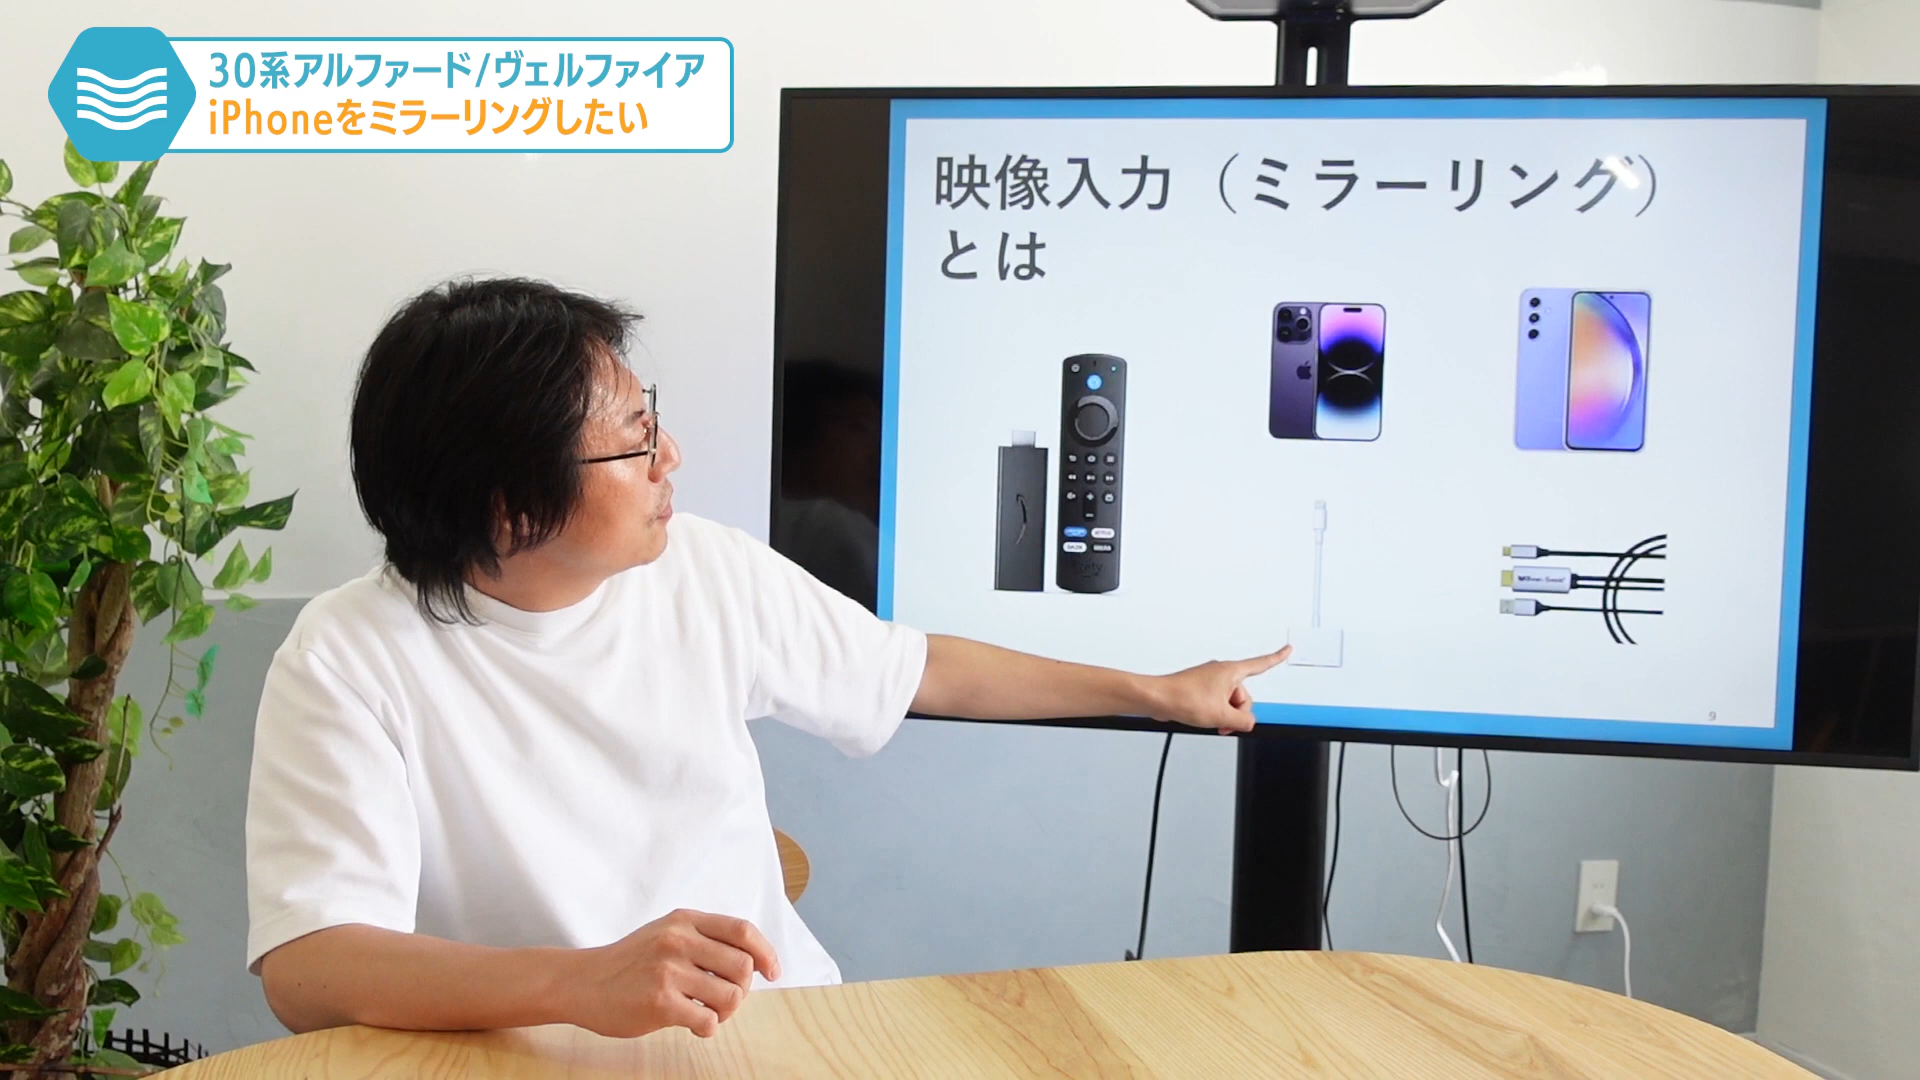 30系アルファード/ヴェルファイア
iPhoneをミラーリングしたい
映像入力（ミラーリング）
とは
9